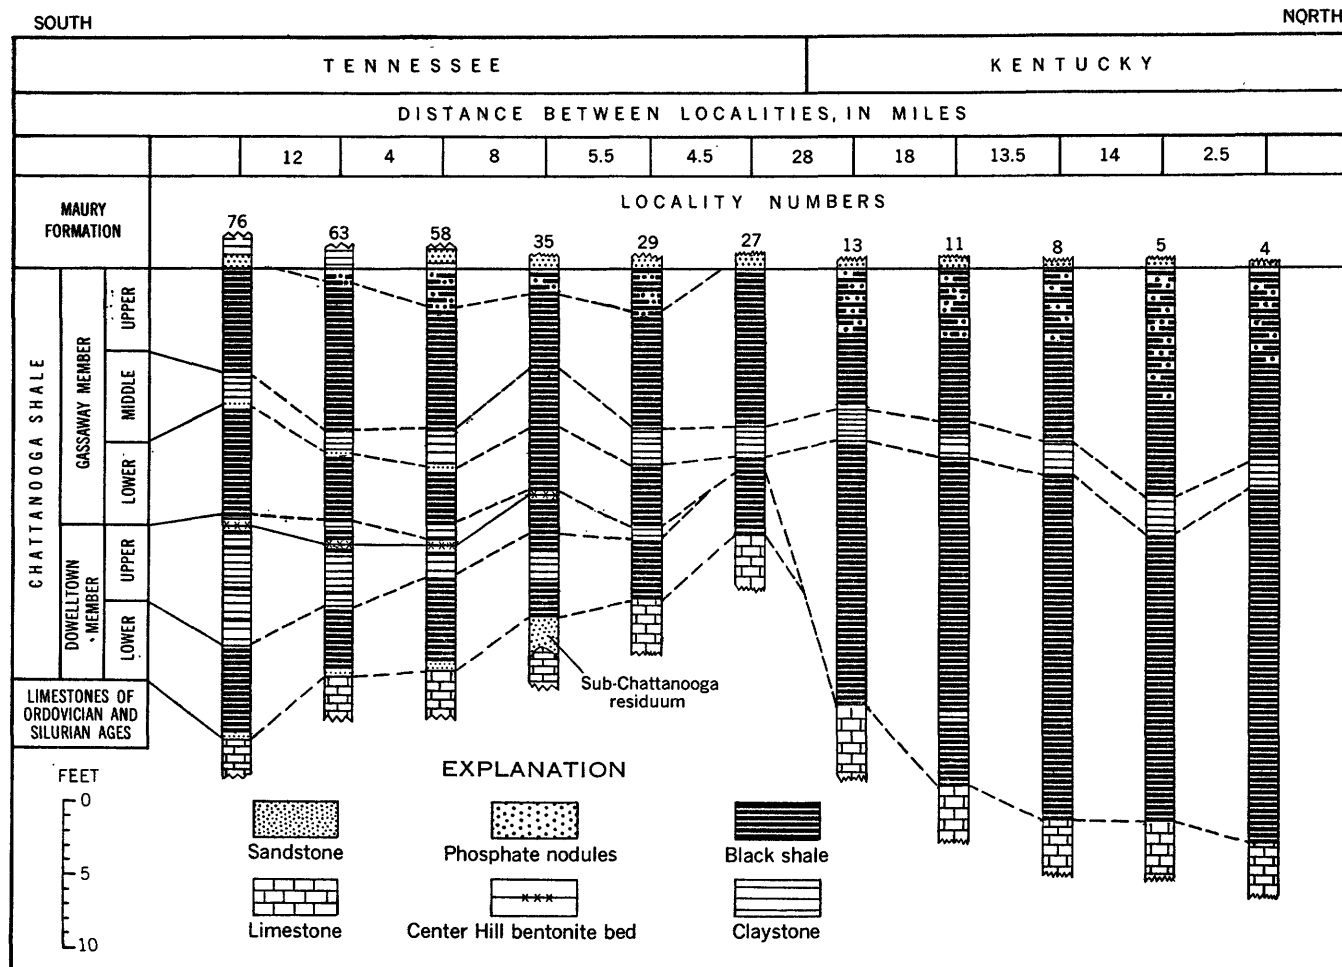 SOUTH
NORTH
TENNESSEE
KENTUCKY
DISTANCE BETWEEN LOCALITIES, IN MILES
12 4 8 5.5 4.5 28 18 13.5 14 2.5
MAURY
FORMATION
LOCALITY NUMBERS
76 63 58 35 29 27 13 11 8 5 4
CHATTANOOGA SHALE
GASSAWAY MEMBER
UPPER
MIDDLE
LOWER
DOWELLTOWN
MEMBER
UPPER
LOWER
LIMESTONES OF
ORDOVICIAN AND
SILURIAN AGES
Sub-Chattanooga
residuum
FEET
0
5
10
EXPLANATION
Sandstone
Phosphate nodules
Black shale
Limestone
Center Hill bentonite bed
Claystone